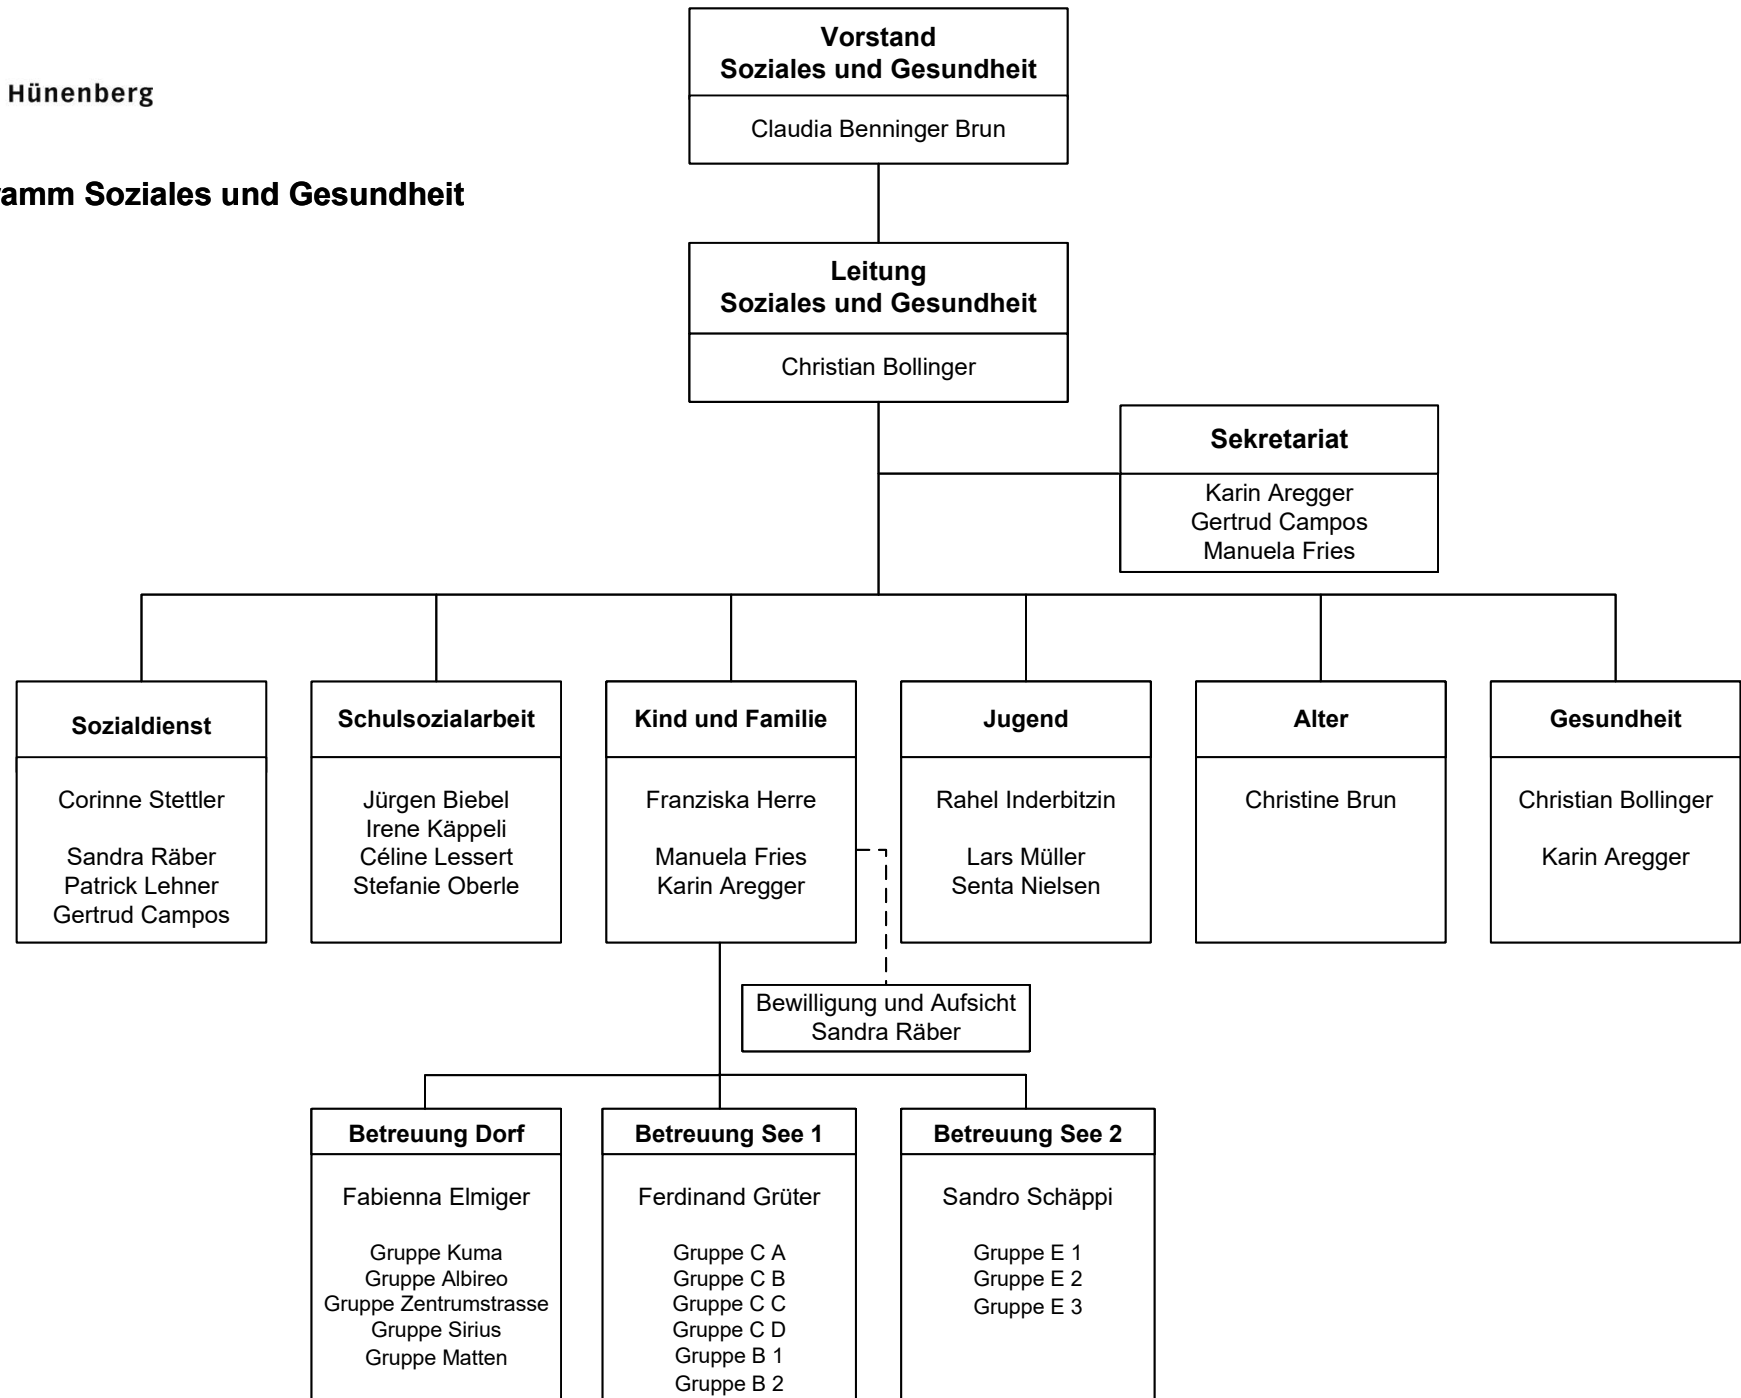 Hünenberg
Vorstand
Soziales und Gesundheit
Claudia Benninger Brun
amm Soziales und Gesundheit
Leitung
Soziales und Gesundheit
Christian Bollinger
Sekretariat
Karin Aregger
Gertrud Campos
Manuela Fries
Sozialdienst
Corinne Stettler
Sandra Räber
Patrick Lehner
Gertrud Campos
Schulsozialarbeit
Jürgen Biebel
Irene Käppeli
Céline Lessert
Stefanie Oberle
Kind und Familie
Franziska Herre
Manuela Fries
Karin Aregger
Jugend
Rahel Inderbitzin
Lars Müller
Senta Nielsen
Alter
Christine Brun
Gesundheit
Christian Bollinger
Karin Aregger
Bewilligung und Aufsicht
Sandra Räber
Betreuung Dorf
Fabienna Elmiger
Gruppe Kuma
Gruppe Albireo
Gruppe Zentrumstrasse
Gruppe Sirius
Gruppe Matten
Betreuung See 1
Ferdinand Grüter
Gruppe C A
Gruppe C B
Gruppe C C
Gruppe C D
Gruppe B 1
Gruppe B 2
Betreuung See 2
Sandro Schäppi
Gruppe E 1
Gruppe E 2
Gruppe E 3